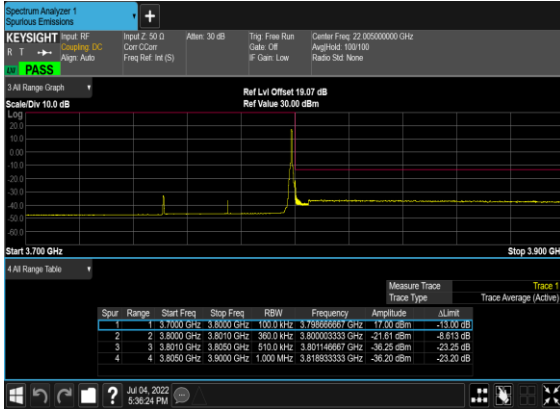 Spectrum Analyzer 1
Spurious Emissions
+
KEYSIGHT Input: RF Input Z: 50 Ω Atten: 30 dB Trig: Free Run Center Freq: 22.005000000 GHz
R T Coupling: DC Corr CCorr Gate: Off Avg|Hold: 100/100
Align: Auto Freq Ref: Int (S) IF Gain: Low Radio Std: None
PASS
3 All Range Graph
Ref Lvl Offset 19.07 dB
Scale/Div 10.0 dB Ref Value 30.00 dBm
Log
20.0
10.0
0.00
-10.0
-20.0
-30.0
-40.0
-50.0
-60.0
Start 3.700 GHz Stop 3.900 GH
4 All Range Table
Measure Trace Trace 1
Trace Type Trace Average (Active)
Spur Range Start Freq Stop Freq RBW Frequency Amplitude ΔLimit
1 1 3.7000 GHz 3.8000 GHz 100.0 kHz 3.798666667 GHz 17.00 dBm -13.00 dB
2 2 3.8000 GHz 3.8010 GHz 360.0 kHz 3.800003333 GHz -21.61 dBm -8.613 dB
3 3 3.8010 GHz 3.8050 GHz 510.0 kHz 3.801146667 GHz -36.25 dBm -23.25 dB
4 4 3.8050 GHz 3.9000 GHz 1.000 MHz 3.818933333 GHz -36.20 dBm -23.20 dB
?
Jul 04, 2022
5:36:24 PM